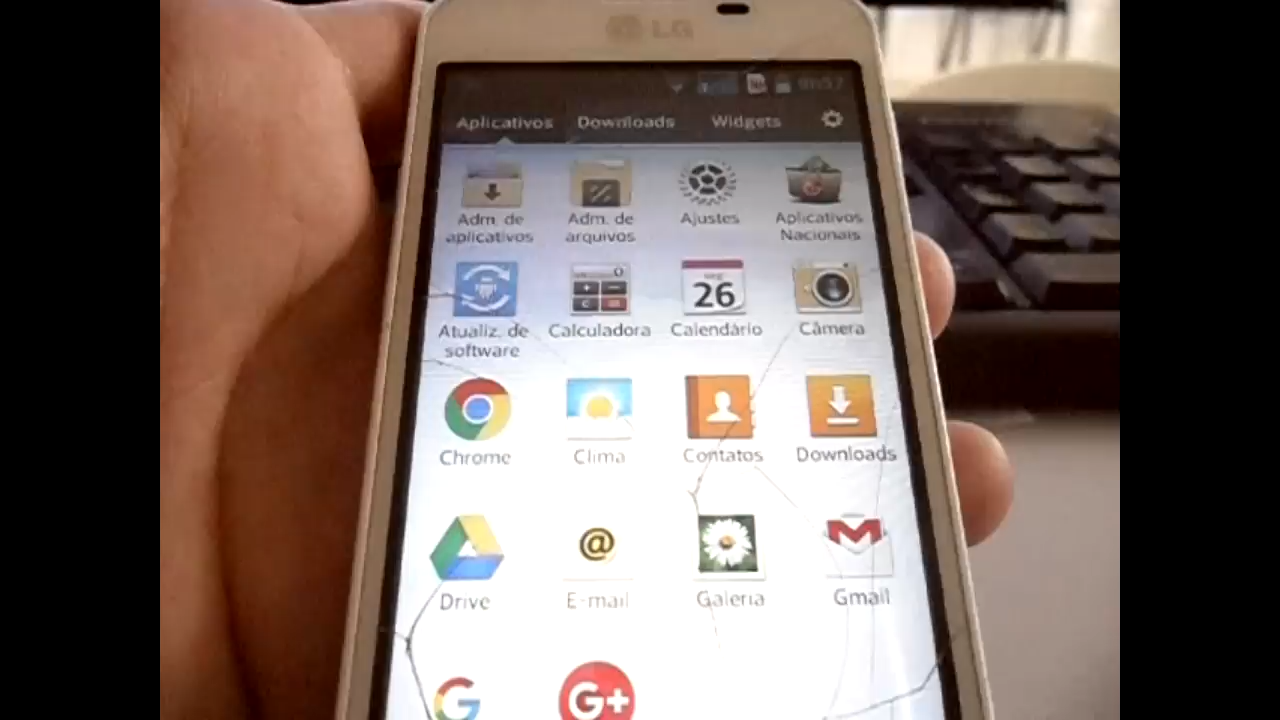 LG
Aplicativos Downloads Widgets
Adm. de
aplicativos
Adm. de
arquivos
Ajustes
Aplicativos
Nacionais
Atualiz. de
software
Calculadora
26
Calendário
Câmera
Chrome
Clima
Contatos
Downloads
Drive
@
E-mail
Galeria
Gmail
G
G+